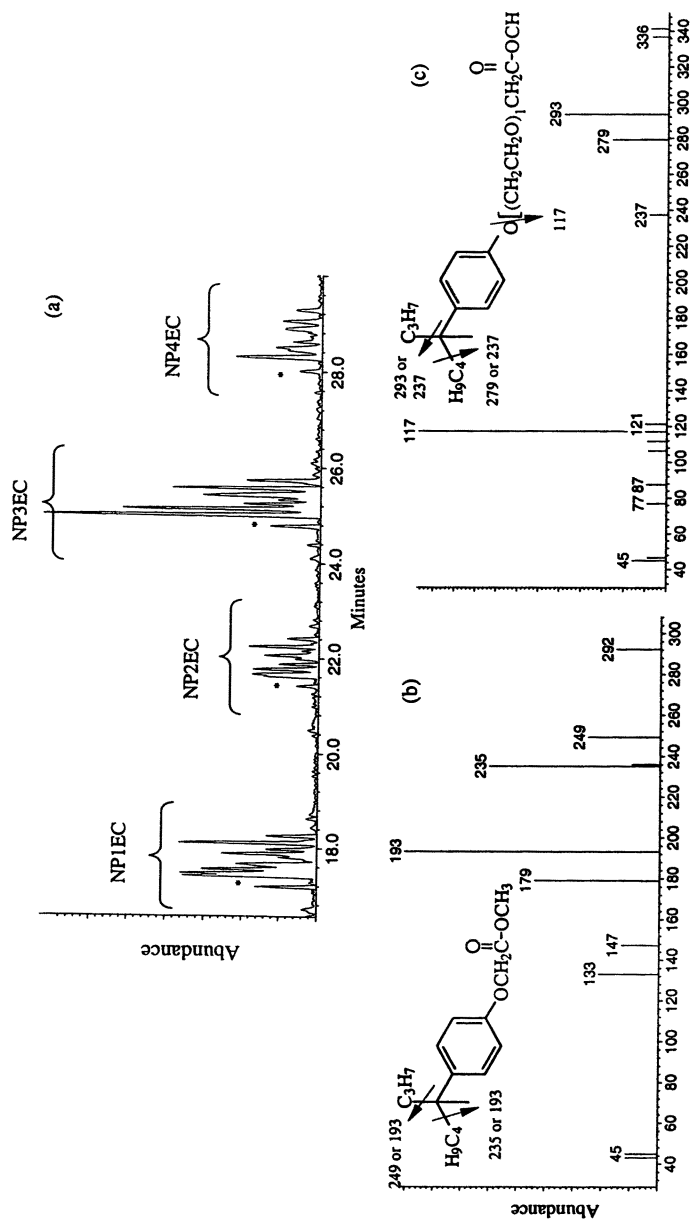 (a)
NP1EC
NP2EC
NP3EC
NP4EC
*
*
*
*
Abundance
18.0
20.0
22.0
24.0
26.0
28.0
Minutes
(b)
Abundance
45
133
147
179
193
235
249
292
249 or 193
C₃H₇
H₉C₄
235 or 193
O
OCH₂C-OCH₃
40
60
80
100
120
140
160
180
200
220
240
260
280
300
(c)
45
77
87
117
121
237
279
293
336
293 or
237
C₃H₇
H₉C₄
279 or 237
O
O[(CH₂CH₂O)₁CH₂C-OCH
117
40
60
80
100
120
140
160
180
200
220
240
260
280
300
320
340